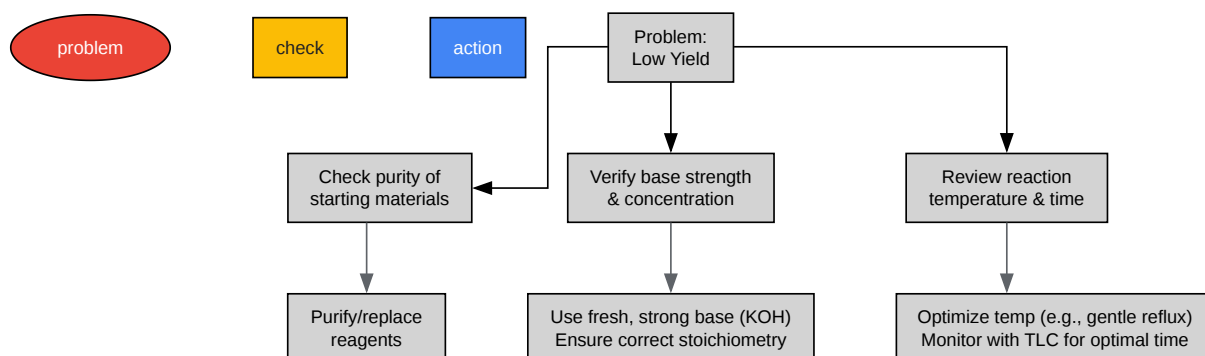 problem
check
action
Problem:
Low Yield
Check purity of
starting materials
Verify base strength
& concentration
Review reaction
temperature & time
Purify/replace
reagents
Use fresh, strong base (KOH)
Ensure correct stoichiometry
Optimize temp (e.g., gentle reflux)
Monitor with TLC for optimal time